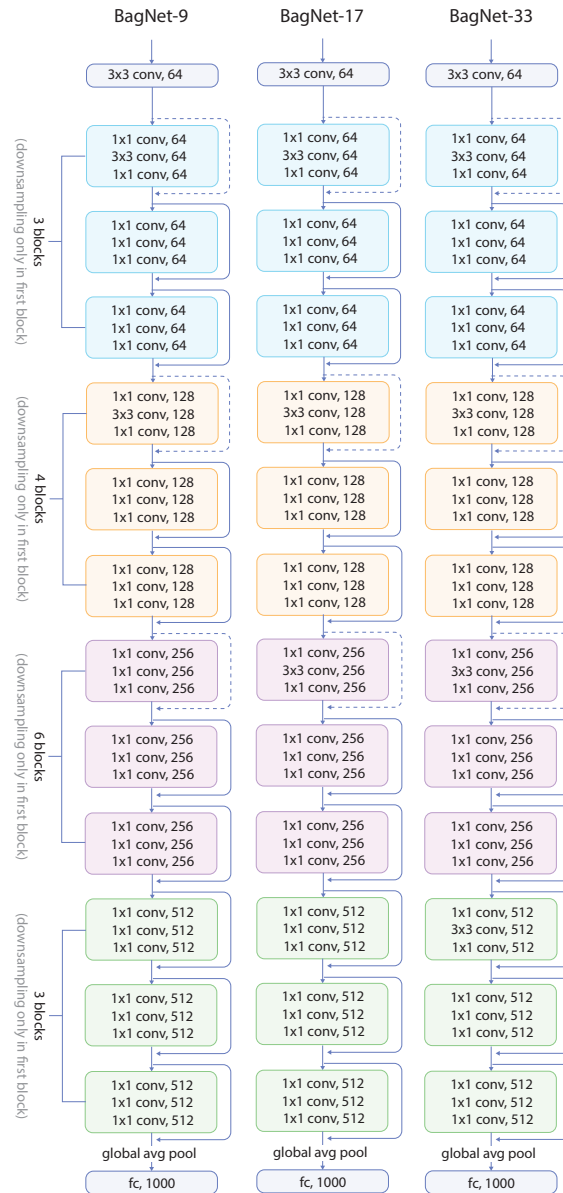 BagNet-9
3x3 conv, 64
1x1 conv, 64
3x3 conv, 64
1x1 conv, 64
1x1 conv, 64
1x1 conv, 64
1x1 conv, 64
1x1 conv, 64
1x1 conv, 64
1x1 conv, 64
3 blocks
(downsampling only in first block)
1x1 conv, 128
3x3 conv, 128
1x1 conv, 128
1x1 conv, 128
1x1 conv, 128
1x1 conv, 128
1x1 conv, 128
1x1 conv, 128
1x1 conv, 128
4 blocks
(downsampling only in first block)
1x1 conv, 256
1x1 conv, 256
1x1 conv, 256
1x1 conv, 256
1x1 conv, 256
1x1 conv, 256
1x1 conv, 256
1x1 conv, 256
1x1 conv, 256
6 blocks
(downsampling only in first block)
1x1 conv, 512
1x1 conv, 512
1x1 conv, 512
1x1 conv, 512
1x1 conv, 512
1x1 conv, 512
1x1 conv, 512
1x1 conv, 512
1x1 conv, 512
3 blocks
(downsampling only in first block)
global avg pool
fc, 1000
BagNet-17
3x3 conv, 64
1x1 conv, 64
3x3 conv, 64
1x1 conv, 64
1x1 conv, 64
1x1 conv, 64
1x1 conv, 64
1x1 conv, 64
1x1 conv, 64
1x1 conv, 64
1x1 conv, 128
3x3 conv, 128
1x1 conv, 128
1x1 conv, 128
1x1 conv, 128
1x1 conv, 128
1x1 conv, 128
1x1 conv, 128
1x1 conv, 128
1x1 conv, 256
3x3 conv, 256
1x1 conv, 256
1x1 conv, 256
1x1 conv, 256
1x1 conv, 256
1x1 conv, 256
1x1 conv, 256
1x1 conv, 256
1x1 conv, 512
1x1 conv, 512
1x1 conv, 512
1x1 conv, 512
1x1 conv, 512
1x1 conv, 512
1x1 conv, 512
1x1 conv, 512
1x1 conv, 512
global avg pool
fc, 1000
BagNet-33
3x3 conv, 64
1x1 conv, 64
3x3 conv, 64
1x1 conv, 64
1x1 conv, 64
1x1 conv, 64
1x1 conv, 64
1x1 conv, 64
1x1 conv, 64
1x1 conv, 64
1x1 conv, 128
3x3 conv, 128
1x1 conv, 128
1x1 conv, 128
1x1 conv, 128
1x1 conv, 128
1x1 conv, 128
1x1 conv, 128
1x1 conv, 128
1x1 conv, 256
3x3 conv, 256
1x1 conv, 256
1x1 conv, 256
1x1 conv, 256
1x1 conv, 256
1x1 conv, 256
1x1 conv, 256
1x1 conv, 256
1x1 conv, 512
3x3 conv, 512
1x1 conv, 512
1x1 conv, 512
1x1 conv, 512
1x1 conv, 512
1x1 conv, 512
1x1 conv, 512
1x1 conv, 512
global avg pool
fc, 1000